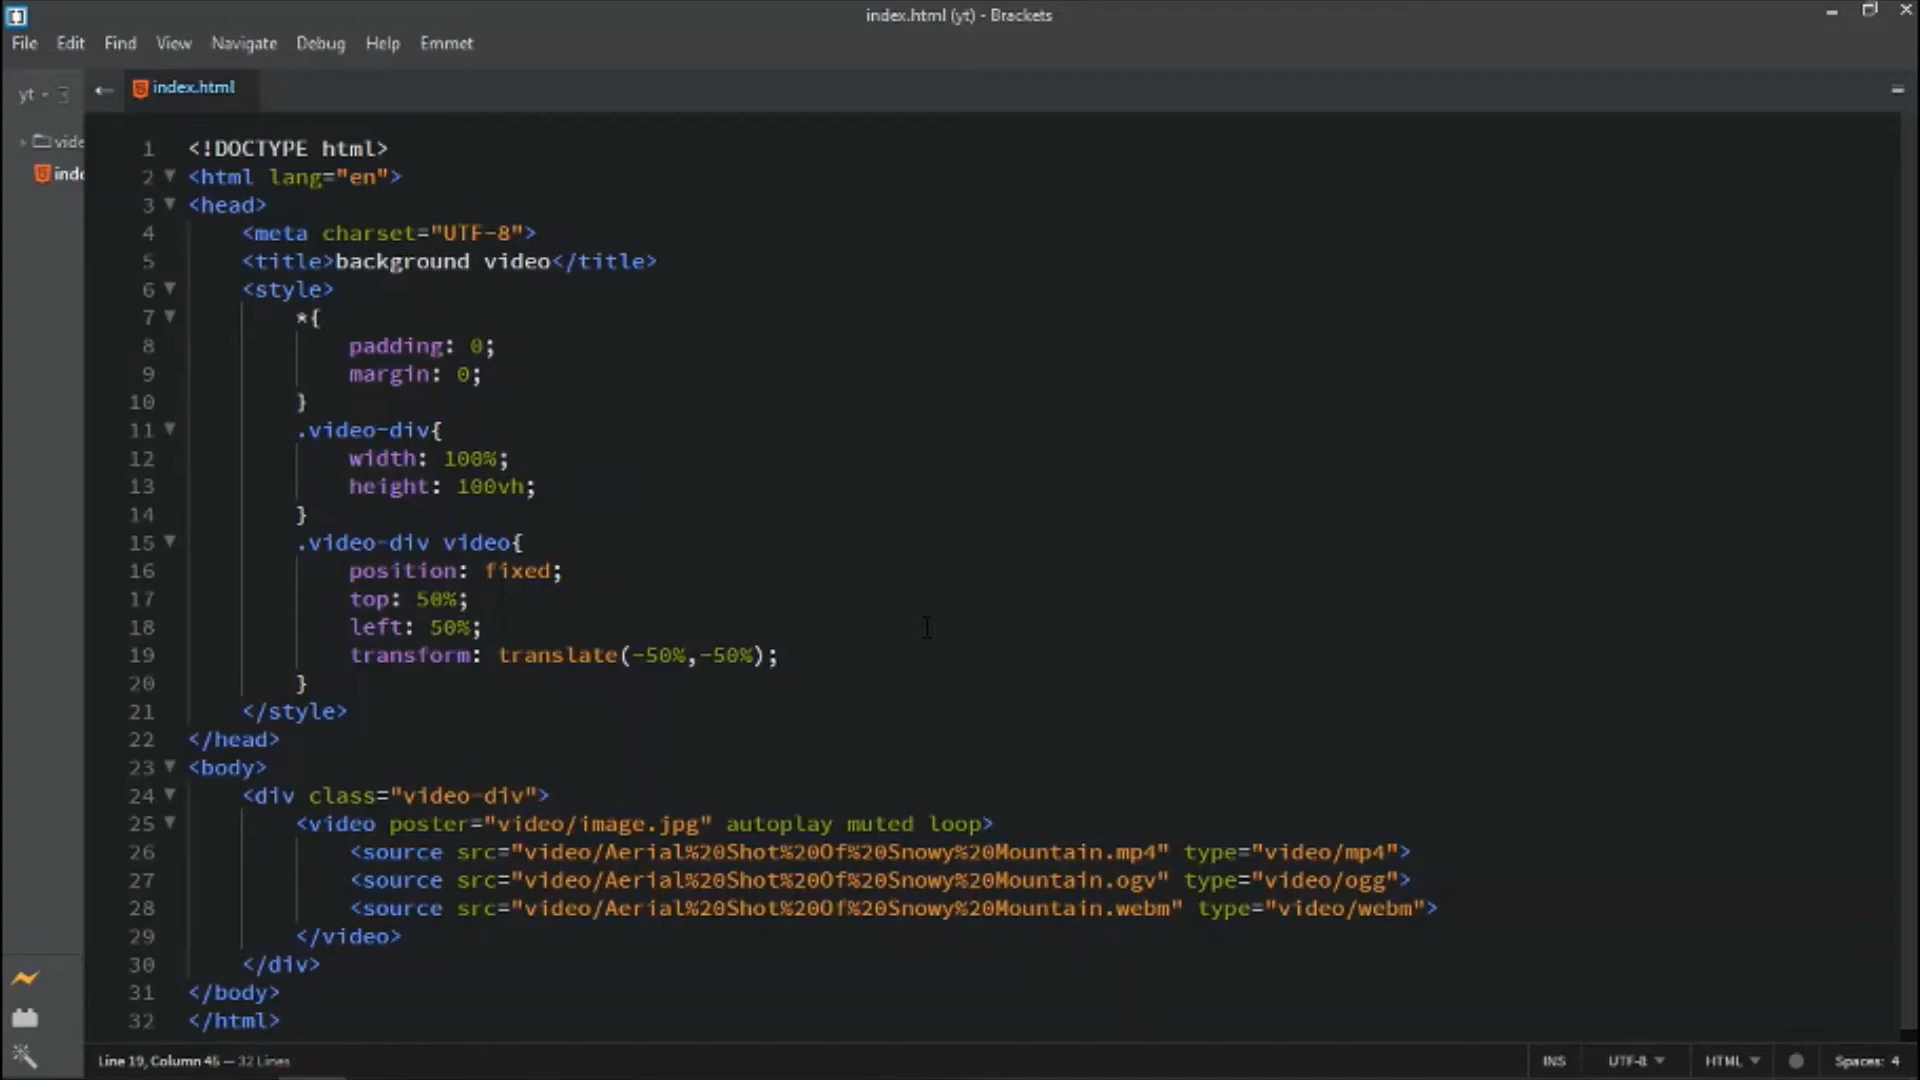 index.html (yt) - Brackets
File Edit Find View Navigate Debug Help Emmet
yt
index.html
vide
inde
1 <!DOCTYPE html>
2 <html lang="en">
3 <head>
4 <meta charset="UTF-8">
5 <title>background video</title>
6 <style>
7 *{
8 padding: 0;
9 margin: 0;
10 }
11 .video-div{
12 width: 100%;
13 height: 100vh;
14 }
15 .video-div video{
16 position: fixed;
17 top: 50%;
18 left: 50%;
19 transform: translate(-50%,-50%);
20 }
21 </style>
22 </head>
23 <body>
24 <div class="video-div">
25 <video poster="video/image.jpg" autoplay muted loop>
26 <source src="video/Aerial%20Shot%20Of%20Snowy%20Mountain.mp4" type="video/mp4">
27 <source src="video/Aerial%20Shot%20Of%20Snowy%20Mountain.ogv" type="video/ogg">
28 <source src="video/Aerial%20Shot%20Of%20Snowy%20Mountain.webm" type="video/webm">
29 </video>
30 </div>
31 </body>
32 </html>
Line 19, Column 45 — 32 Lines
INS UTF-8 HTML Spaces: 4